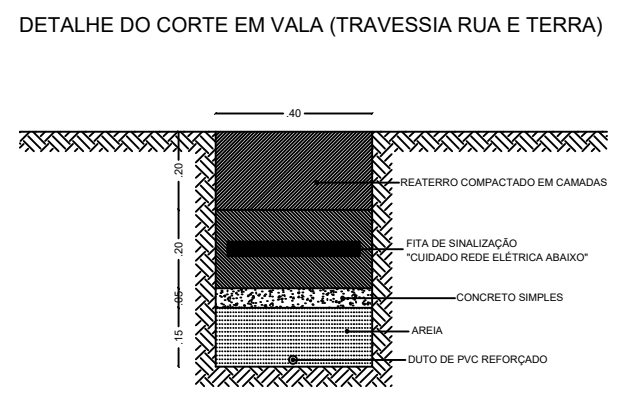 DETALHE DO CORTE EM VALA (TRAVESSIA RUA E TERRA)
.40
.20
REATERRO COMPACTADO EM CAMADAS
.20
FITA DE SINALIZAÇÃO
"CUIDADO REDE ELÉTRICA ABAIXO"
.05
CONCRETO SIMPLES
.15
AREIA
DUTO DE PVC REFORÇADO